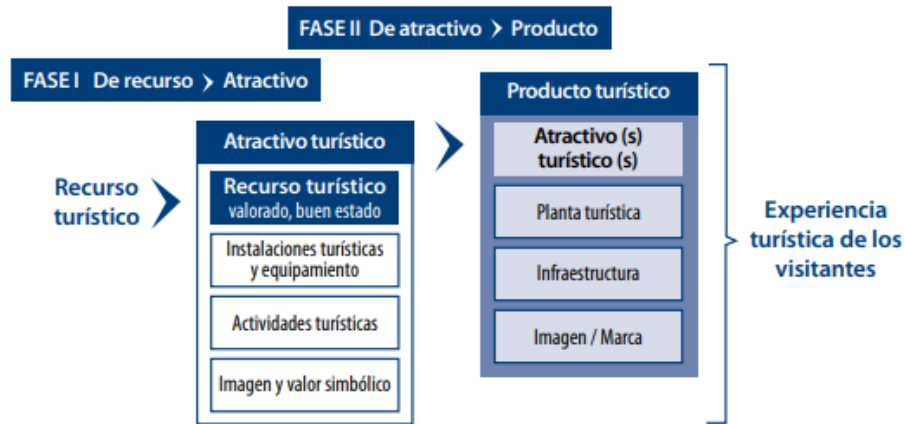 FASE II De atractivo > Producto
FASE I De recurso > Atractivo
Recurso
turístico
Atractivo turístico
Recurso turístico
valorado, buen estado
Instalaciones turísticas
y equipamiento
Actividades turísticas
Imagen y valor simbólico
Producto turístico
Atractivo (s)
turístico (s)
Planta turística
Infraestructura
Imagen / Marca
Experiencia
turística de los
visitantes